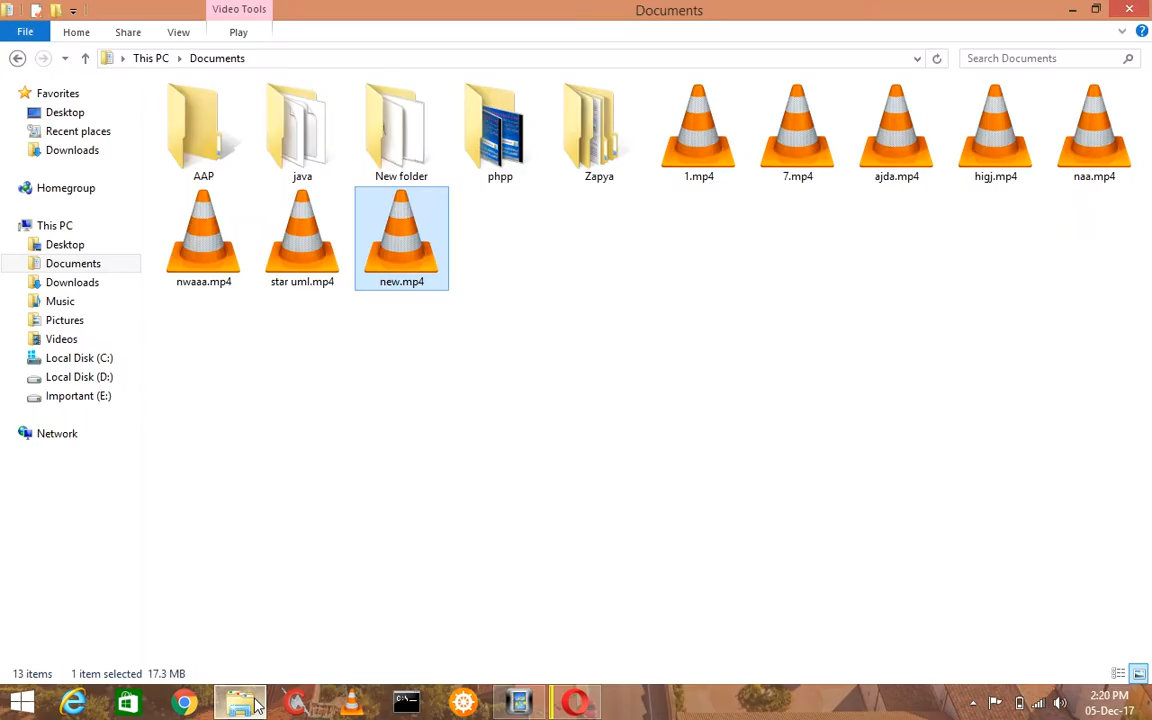 Video Tools
Documents
File
Home
Share
View
Play
This PC
Documents
Search Documents
Favorites
Desktop
Recent places
Downloads
Homegroup
This PC
Desktop
Documents
Downloads
Music
Pictures
Videos
Local Disk (C:)
Local Disk (D:)
Important (E:)
Network
AAP
java
New folder
phpp
Zapya
1.mp4
7.mp4
ajda.mp4
higj.mp4
naa.mp4
nwaaa.mp4
star uml.mp4
new.mp4
13 items
1 item selected 17.3 MB
C:\.
2:20 PM
05-Dec-17